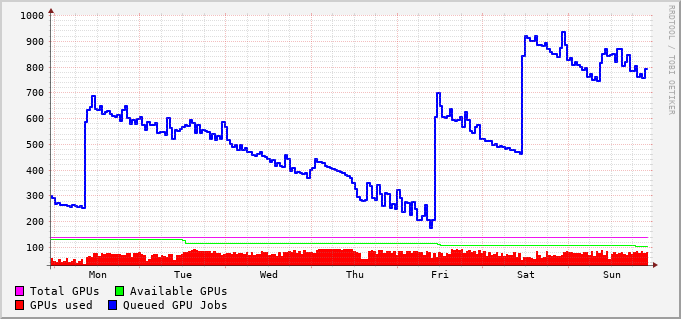 1000
900
800
700
600
500
400
300
200
100
Mon Tue Wed Thu Fri Sat Sun
Total GPUs Available GPUs
GPUs used Queued GPU Jobs
RRDTOOL / TOBI OETIKER